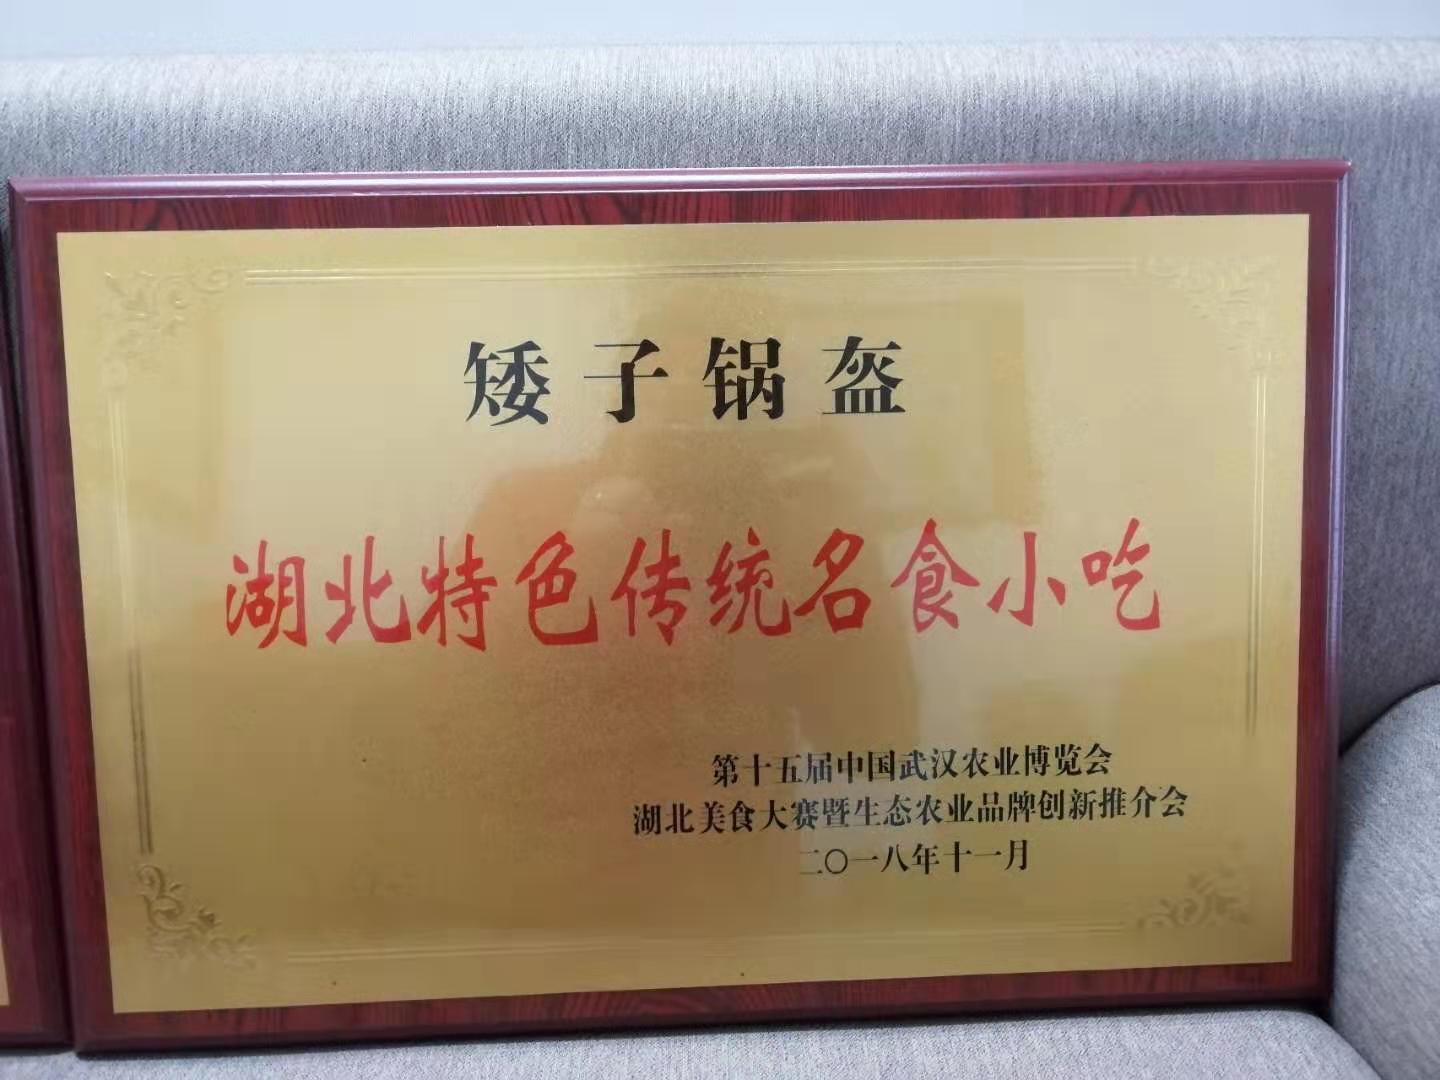 矮子锅盔
湖北特色传统名食小吃
第十五届中国武汉农业博览会
湖北美食大赛暨生态农业品牌创新推介会
二〇一八年十一月